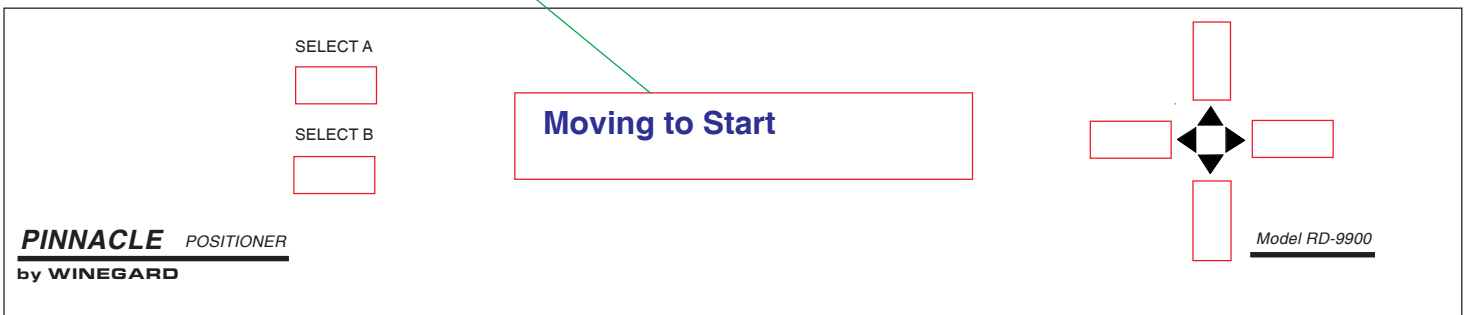 SELECT A
Moving to Start
SELECT B
PINNACLE POSITIONER
by WINEGARD
Model RD-9900